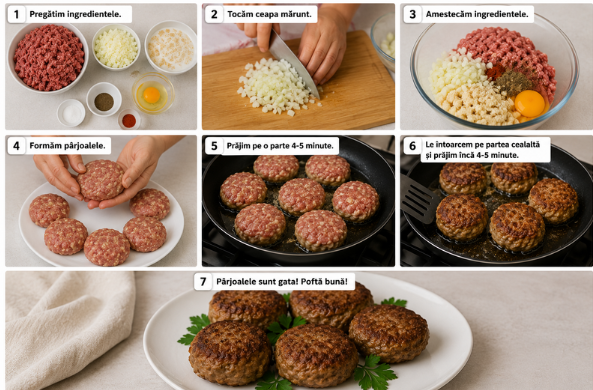 1 Pregătim ingredientele.
2 Tocăm ceapa mărunt.
3 Amestecăm ingredientele.
4 Formăm pârjoalele.
5 Prăjim pe o parte 4-5 minute.
6 Le întoarcem pe partea cealaltă
și prăjim încă 4-5 minute.
7 Pârjoalele sunt gata! Poftă bună!